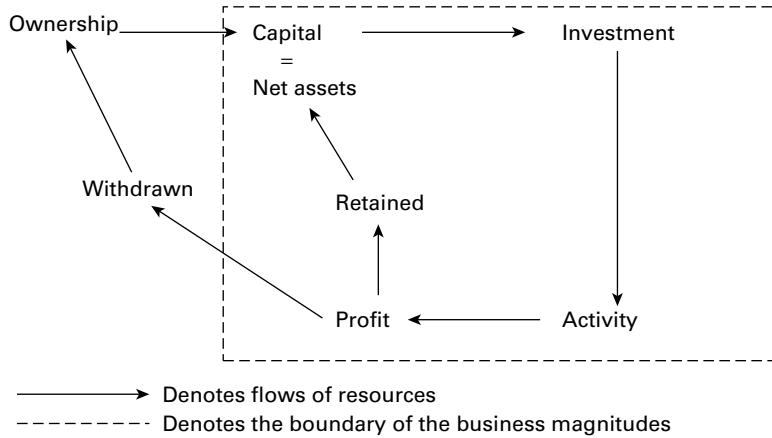 Ownership
Capital
Investment
=
Net assets
Withdrawn
Retained
Profit
Activity
Denotes flows of resources
Denotes the boundary of the business magnitudes